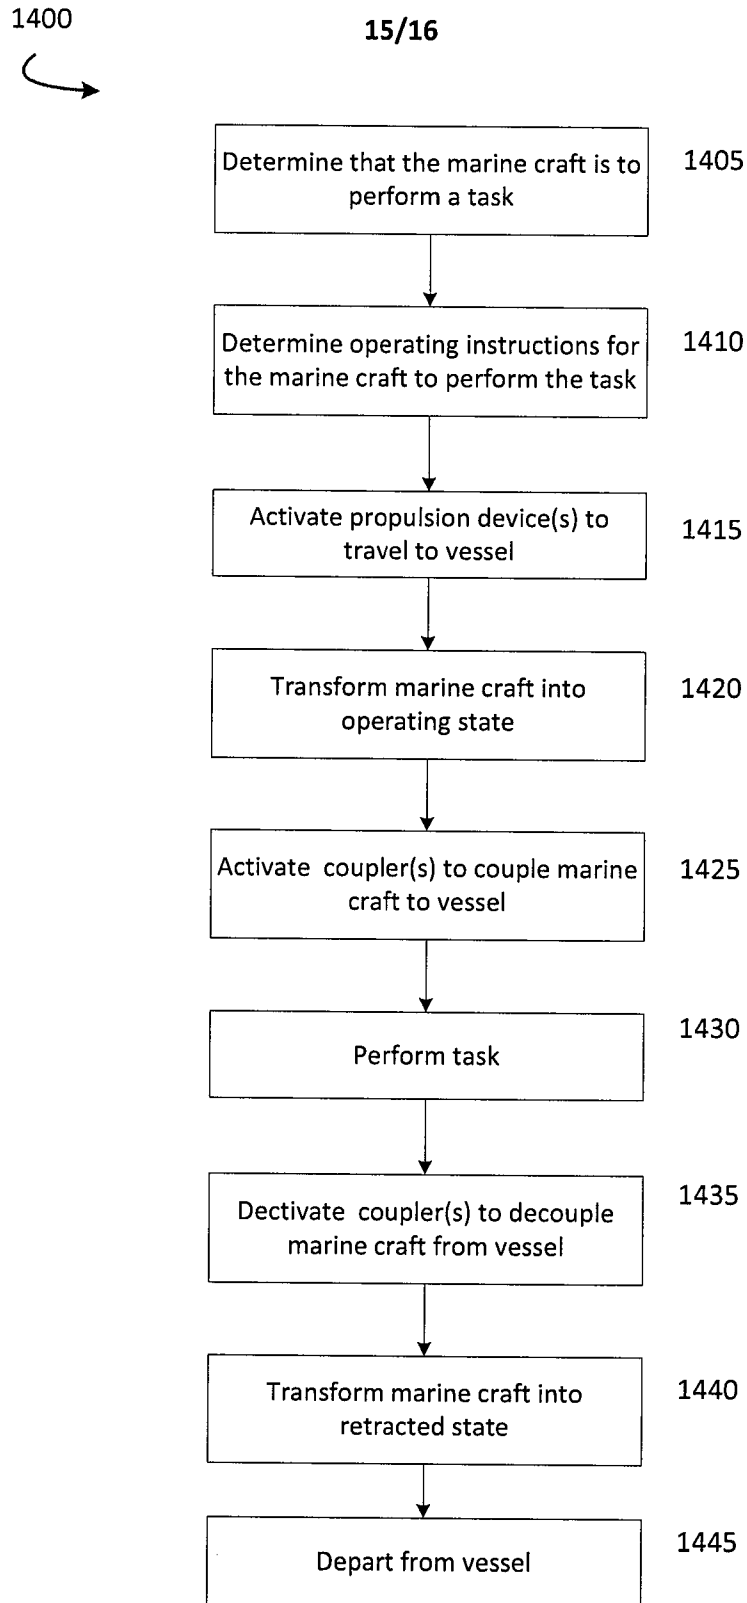 1400
15/16
Determine that the marine craft is to
perform a task
1405
Determine operating instructions for
the marine craft to perform the task
1410
Activate propulsion device(s) to
travel to vessel
1415
Transform marine craft into
operating state
1420
Activate coupler(s) to couple marine
craft to vessel
1425
Perform task
1430
Dectivate coupler(s) to decouple
marine craft from vessel
1435
Transform marine craft into
retracted state
1440
Depart from vessel
1445